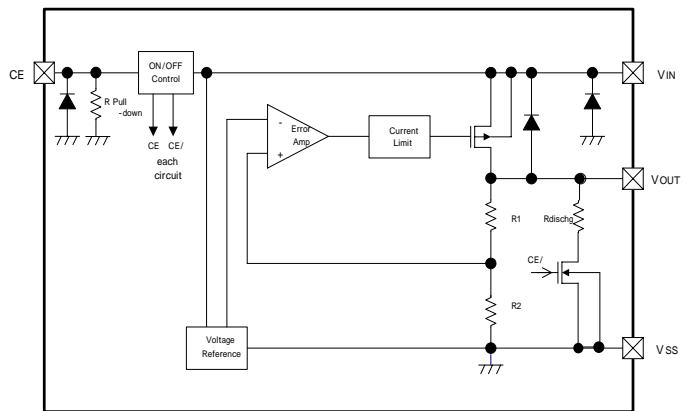 CE
ON/OFF
Control
R Pull
-down
CE CE/
each
circuit
-
+
Error
Amp
Current
Limit
VIN
VOUT
R1
Rdischg
CE/
R2
Voltage
Reference
VSS